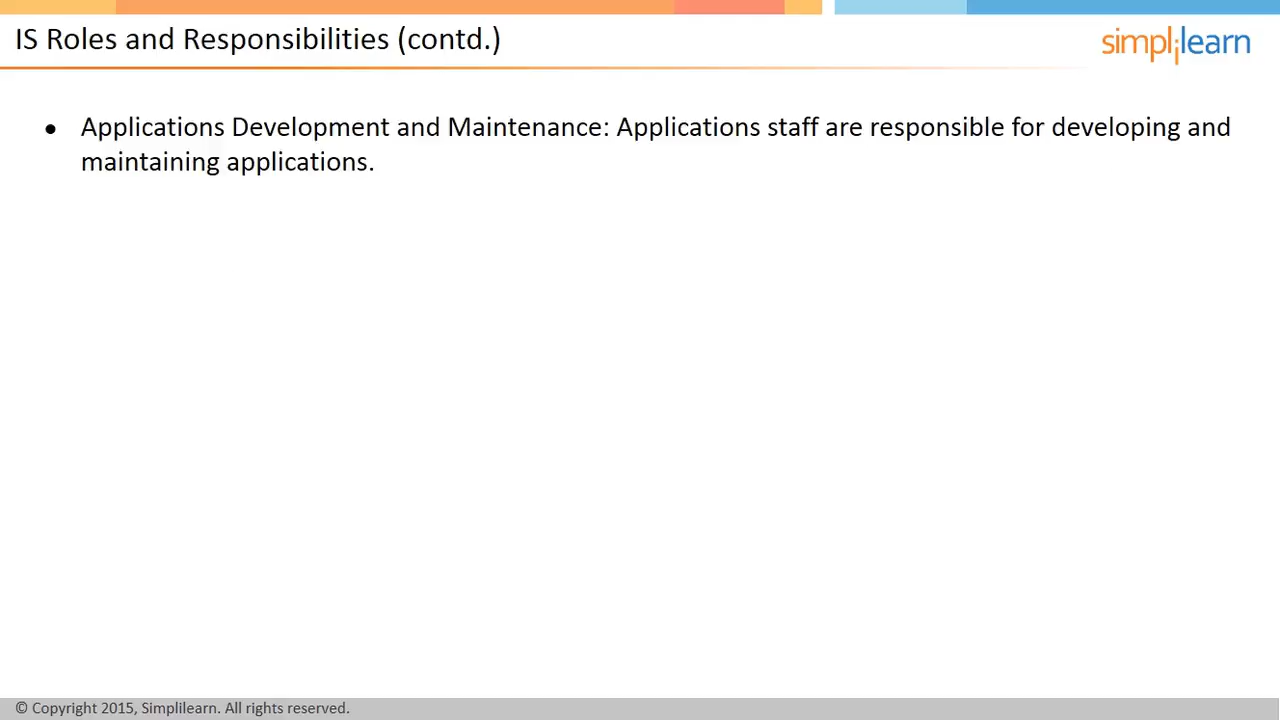 IS Roles and Responsibilities (contd.)
simplilearn
● Applications Development and Maintenance: Applications staff are responsible for developing and
maintaining applications.
© Copyright 2015, Simplilearn. All rights reserved.